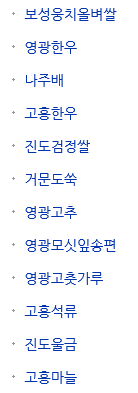 보성웅치올벼쌀
영광한우
나주배
고흥한우
진도검정쌀
거문도쑥
영광고추
영광모싯잎송편
영광고춧가루
고흥석류
진도울금
고흥마늘